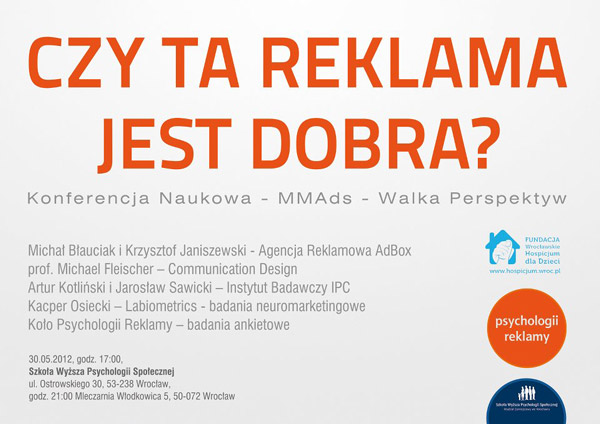 CZY TA REKLAMA
JEST DOBRA?
Konferencja Naukowa - MMAds - Walka Perspektyw
Michał Błauciak i Krzysztof Janiszewski - Agencja Reklamowa AdBox
prof. Michael Fleischer – Communication Design
Artur Kotliński i Jarosław Sawicki – Instytut Badawczy IPC
Kacper Osiecki – Labiometrics - badania neuromarketingowe
Koło Psychologii Reklamy – badania ankietowe
30.05.2012, godz. 17:00,
Szkoła Wyższa Psychologii Społecznej
ul. Ostrowskiego 30, 53-238 Wrocław,
godz. 21:00 Mleczarnia Włodkowica 5, 50-072 Wrocław
FUNDACJA
Wrocławskie
Hospicjum
dla Dzieci
www.hospicjum.wroc.pl
psychologii
reklamy
Szkoła Wyższa Psychologii Społecznej